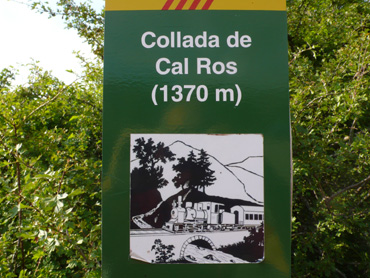 Collada de
Cal Ros
(1370 m)